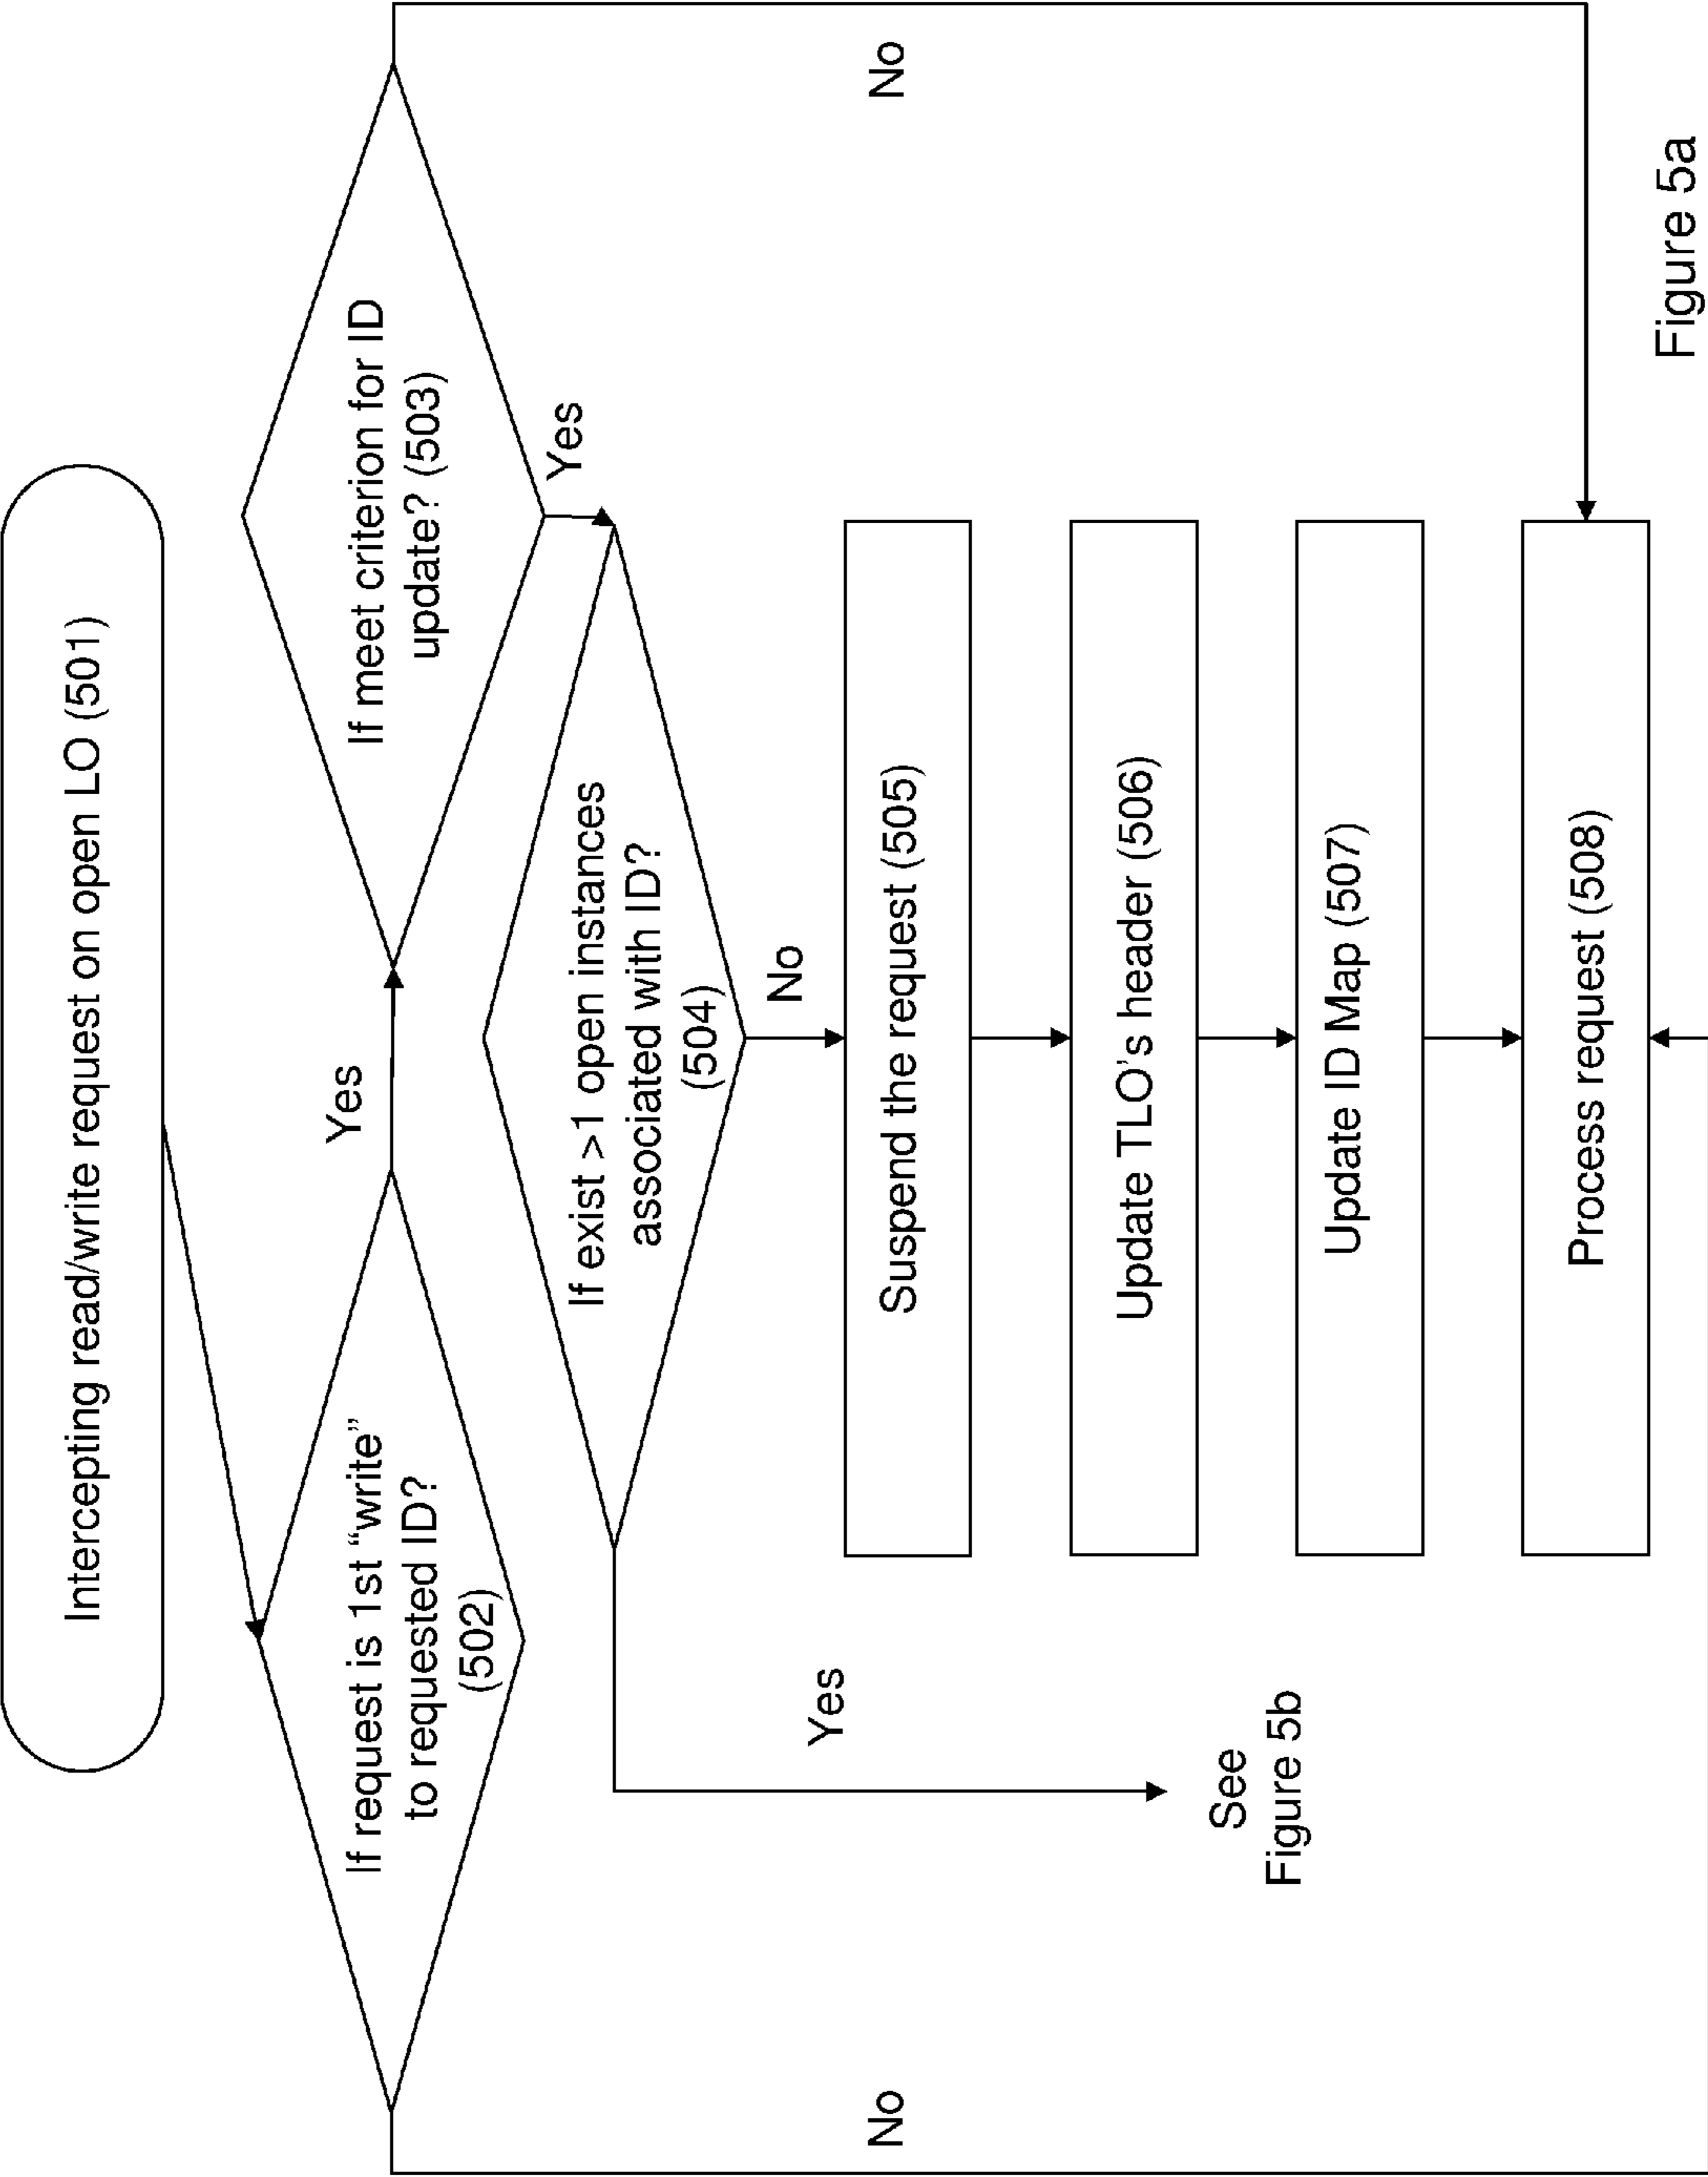 Intercepting read/write request on open LO (501)
If request is 1st “write”
to requested ID?
(502)
Yes
If meet criterion for ID
update? (503)
Yes
If exist >1 open instances
associated with ID?
(504)
No
Yes
No
No
Suspend the request (505)
Update TLO's header (506)
See
Figure 5b
Update ID Map (507)
Process request (508)
Figure 5a